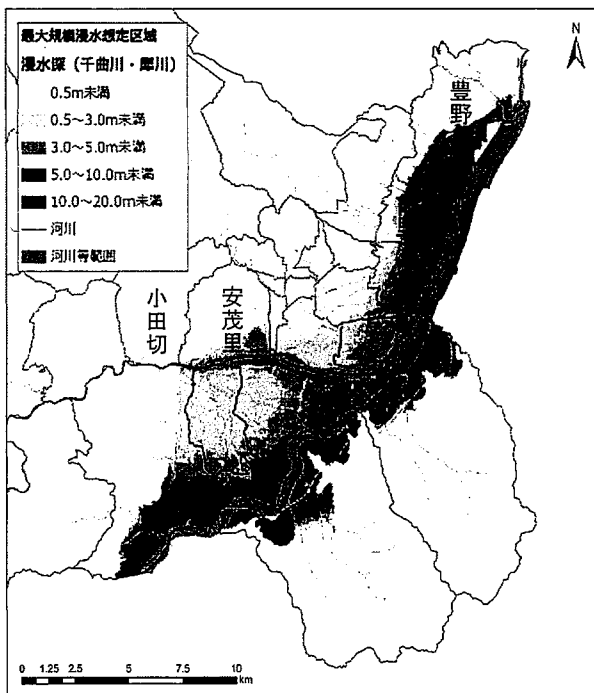 最大規模浸水想定区域
浸水深（千曲川・犀川）
0.5m未満
0.5～3.0m未満
3.0～5.0m未満
5.0～10.0m未満
10.0～20.0m未満
河川
河川等範囲
N
豊野
安茂里
小田切
0 1.25 2.5 5 7.5 10
km